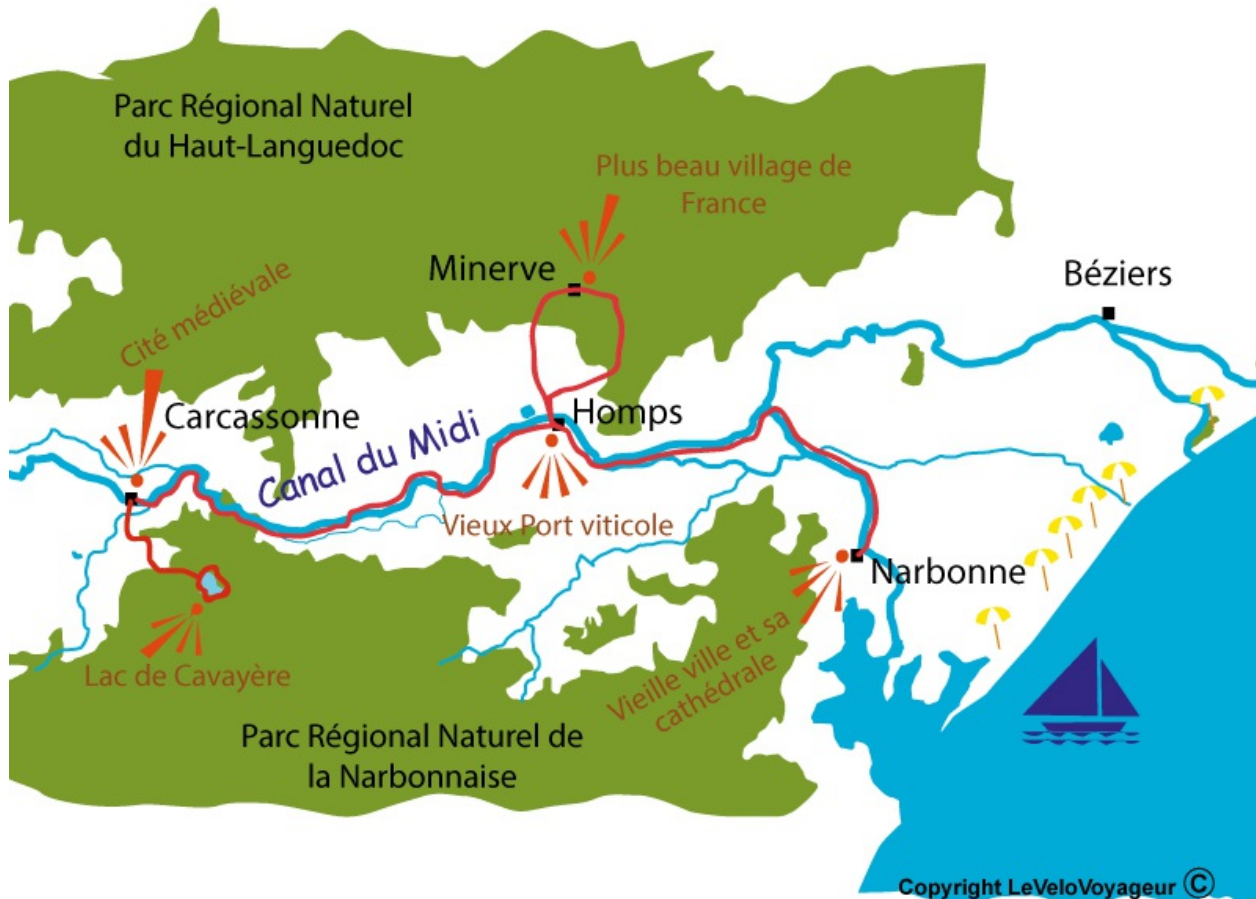 Parc Régional Naturel
du Haut-Languedoc
Plus beau village de
France
Minerve
Béziers
Cité médiévale
Carcassonne
Homps
Canal du Midi
Vieux Port viticole
Narbonne
Lac de Cavayère
Vieille ville et sa
cathédrale
Parc Régional Naturel de
la Narbonnaise
Copyright LeVeloVoyageur ©